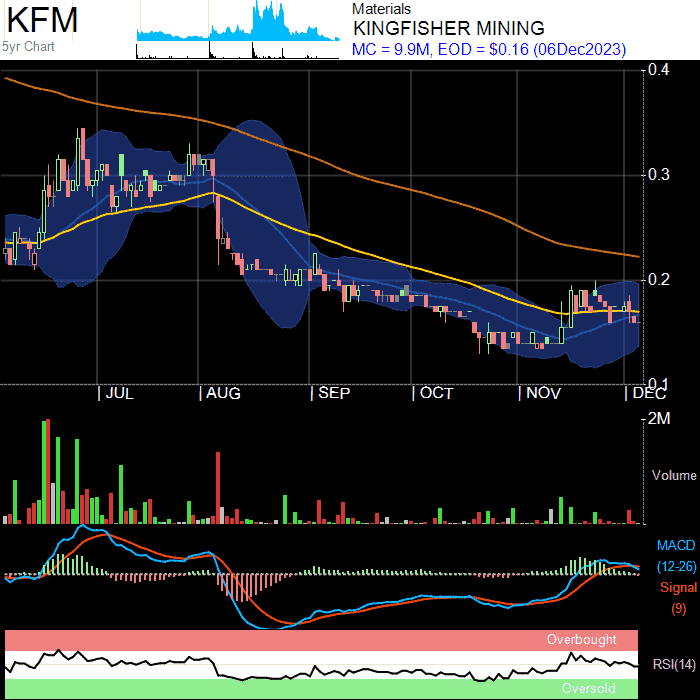 KFM
5yr Chart
Materials
KINGFISHER MINING
MC = 9.9M, EOD = $0.16 (06Dec2023)
0.4
0.3
0.2
0.1
| JUL | AUG | SEP | OCT | NOV | DEC
2M
Volume
MACD
(12-26)
Signal
(9)
Overbought
RSI(14)
Oversold